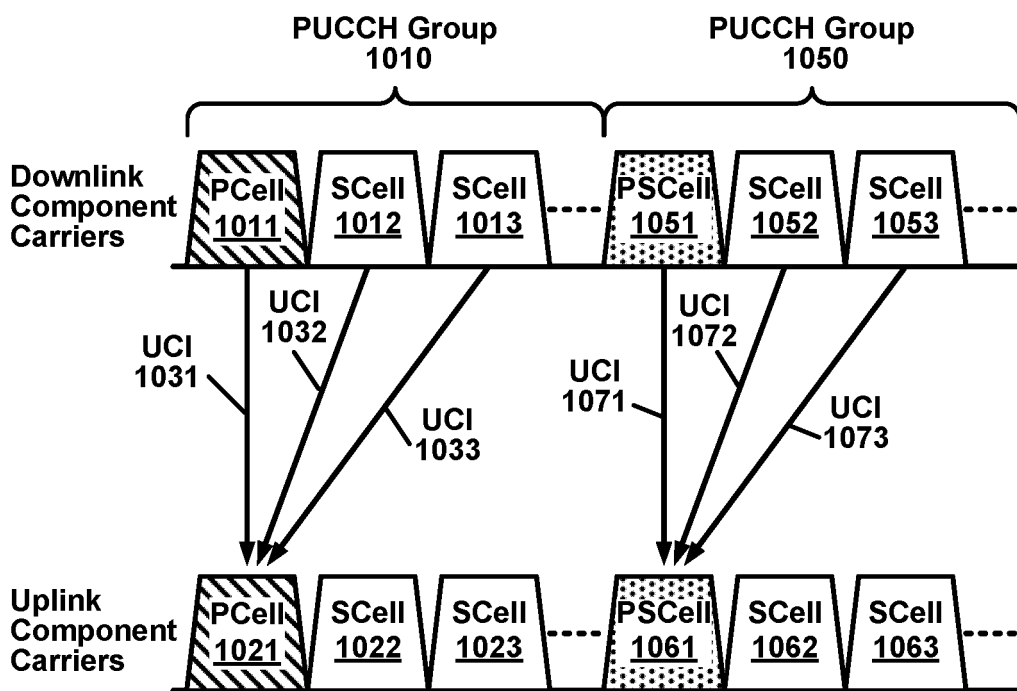 PUCCH Group
1010
PUCCH Group
1050
Downlink
Component
Carriers
PCell
1011
SCell
1012
SCell
1013
PSCell
1051
SCell
1052
SCell
1053
UCI
1031
UCI
1032
UCI
1033
UCI
1071
UCI
1072
UCI
1073
Uplink
Component
Carriers
PCell
1021
SCell
1022
SCell
1023
PSCell
1061
SCell
1062
SCell
1063